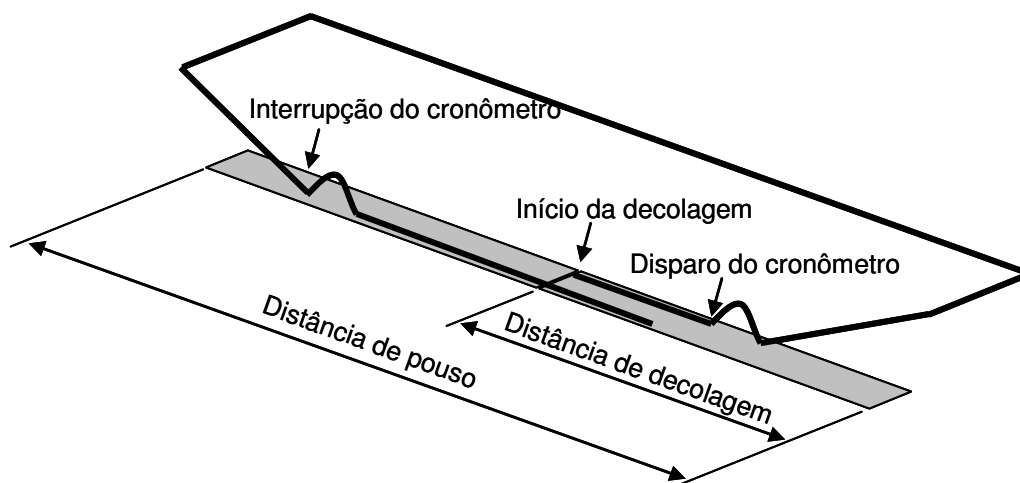 Interrupção do cronômetro
Início da decolagem
Disparo do cronômetro
Distância de pouso
Distância de decolagem